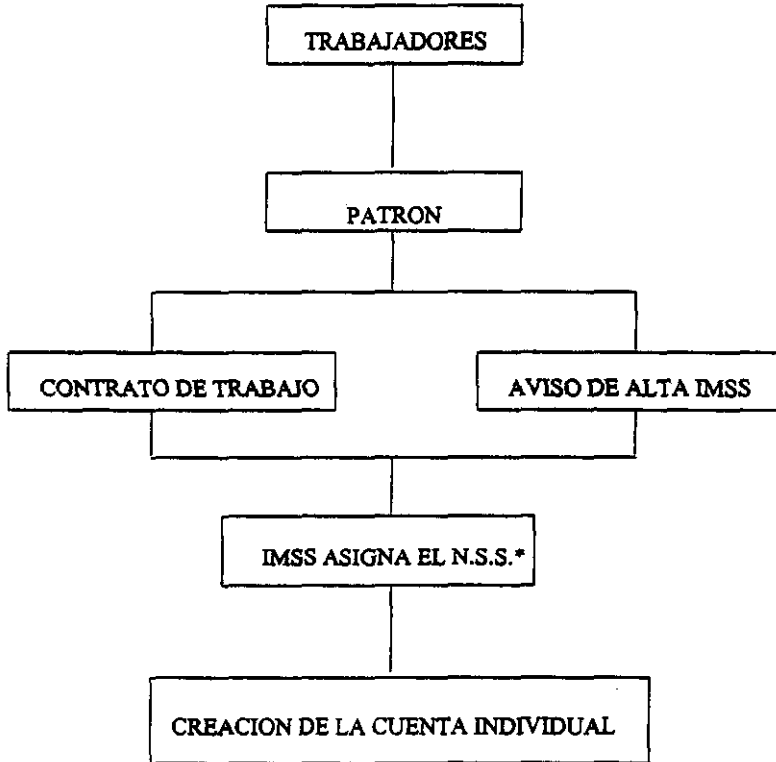 TRABAJADORES
PATRON
CONTRATO DE TRABAJO
AVISO DE ALTA IMSS
IMSS ASIGNA EL N.S.S.*
CREACION DE LA CUENTA INDIVIDUAL